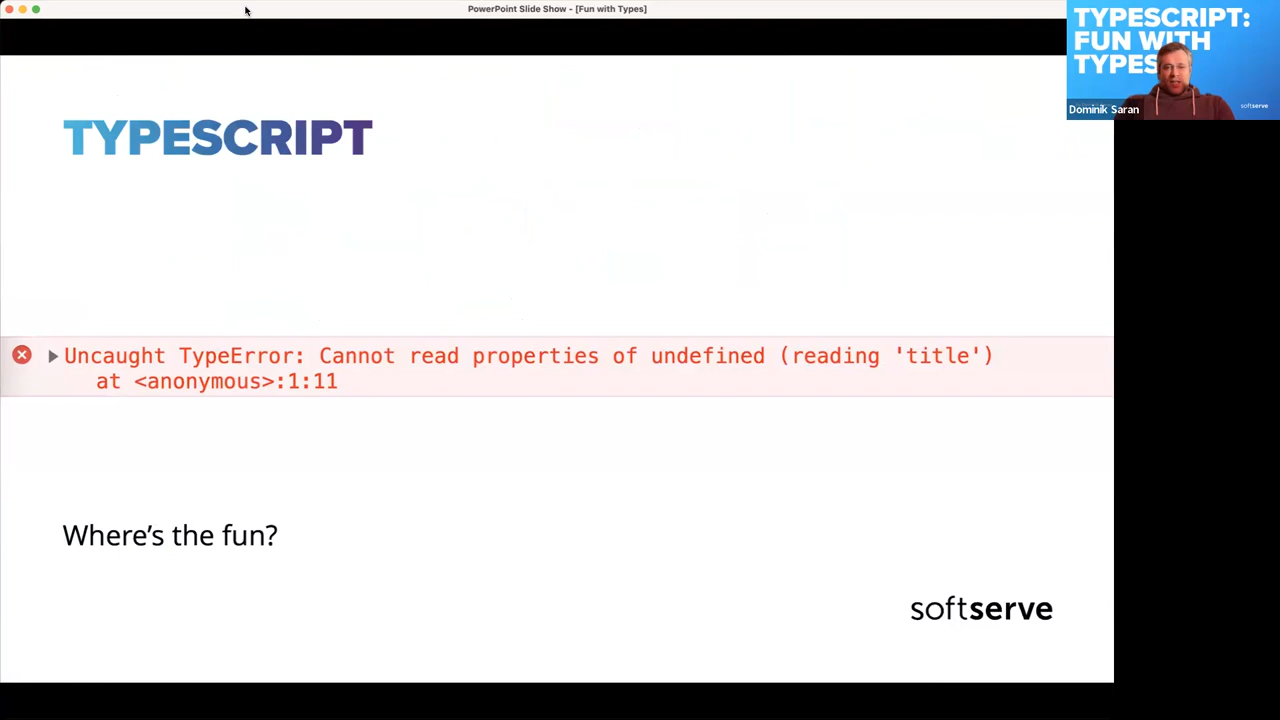 PowerPoint Slide Show - [Fun with Types]
TYPESCRIPT:
FUN WITH
TYPES
Dominik Saran
softserve
TYPESCRIPT
Uncaught TypeError: Cannot read properties of undefined (reading 'title')
at <anonymous>:1:11
Where's the fun?
softserve